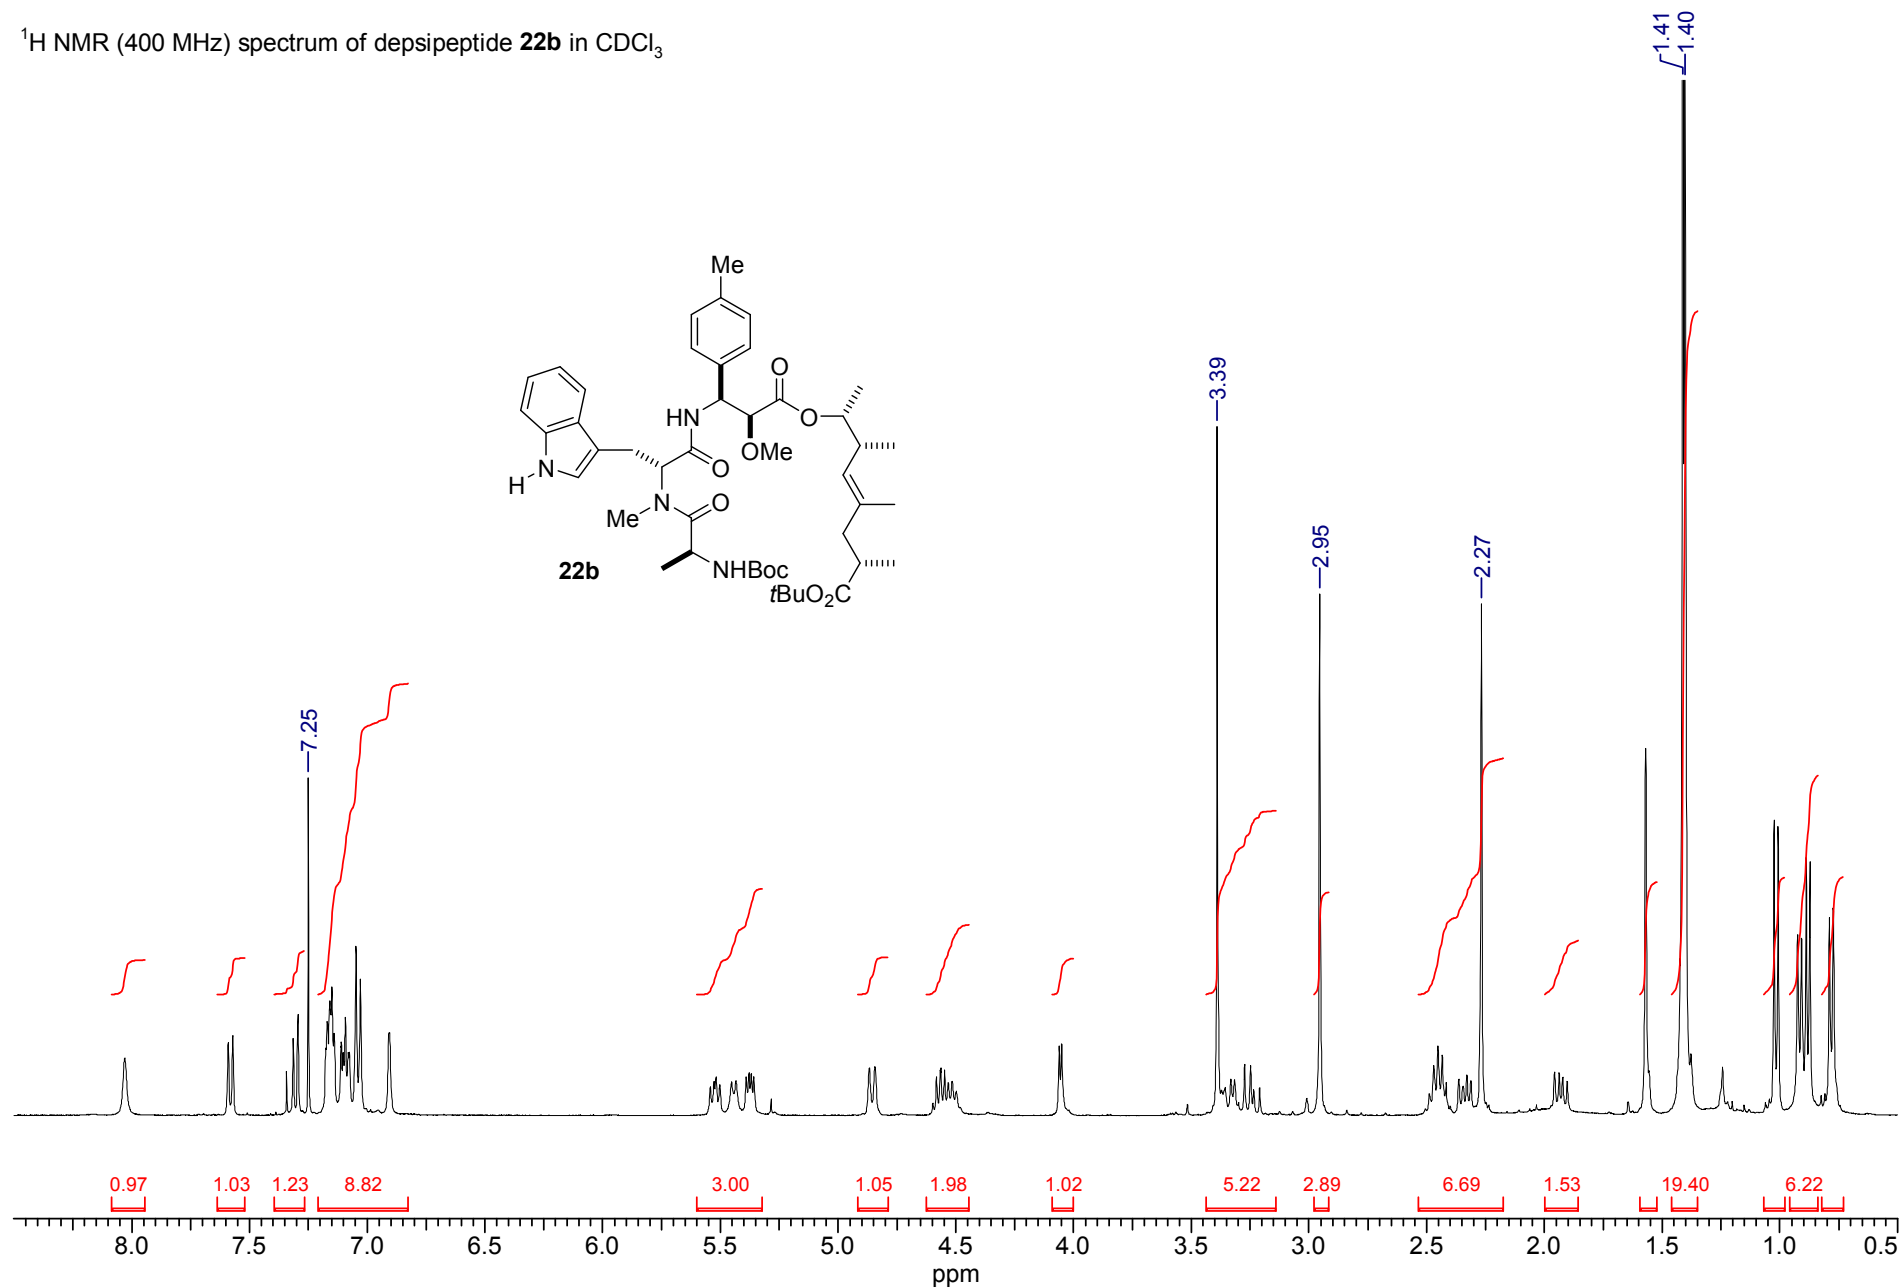 ¹H NMR (400 MHz) spectrum of depsipeptide 22b in CDCl₃
1.41
1.40
Me
O
3.39
HN
O
OMe
O
N
H
Me
N
O
2.95
2.27
22b
NHBoc
tBuO₂C
7.25
0.97 1.03 1.23 8.82 3.00 1.05 1.98 1.02 5.22 2.89 6.69 1.53 19.40 6.22
8.0 7.5 7.0 6.5 6.0 5.5 5.0 4.5 4.0 3.5 3.0 2.5 2.0 1.5 1.0 0.5
ppm